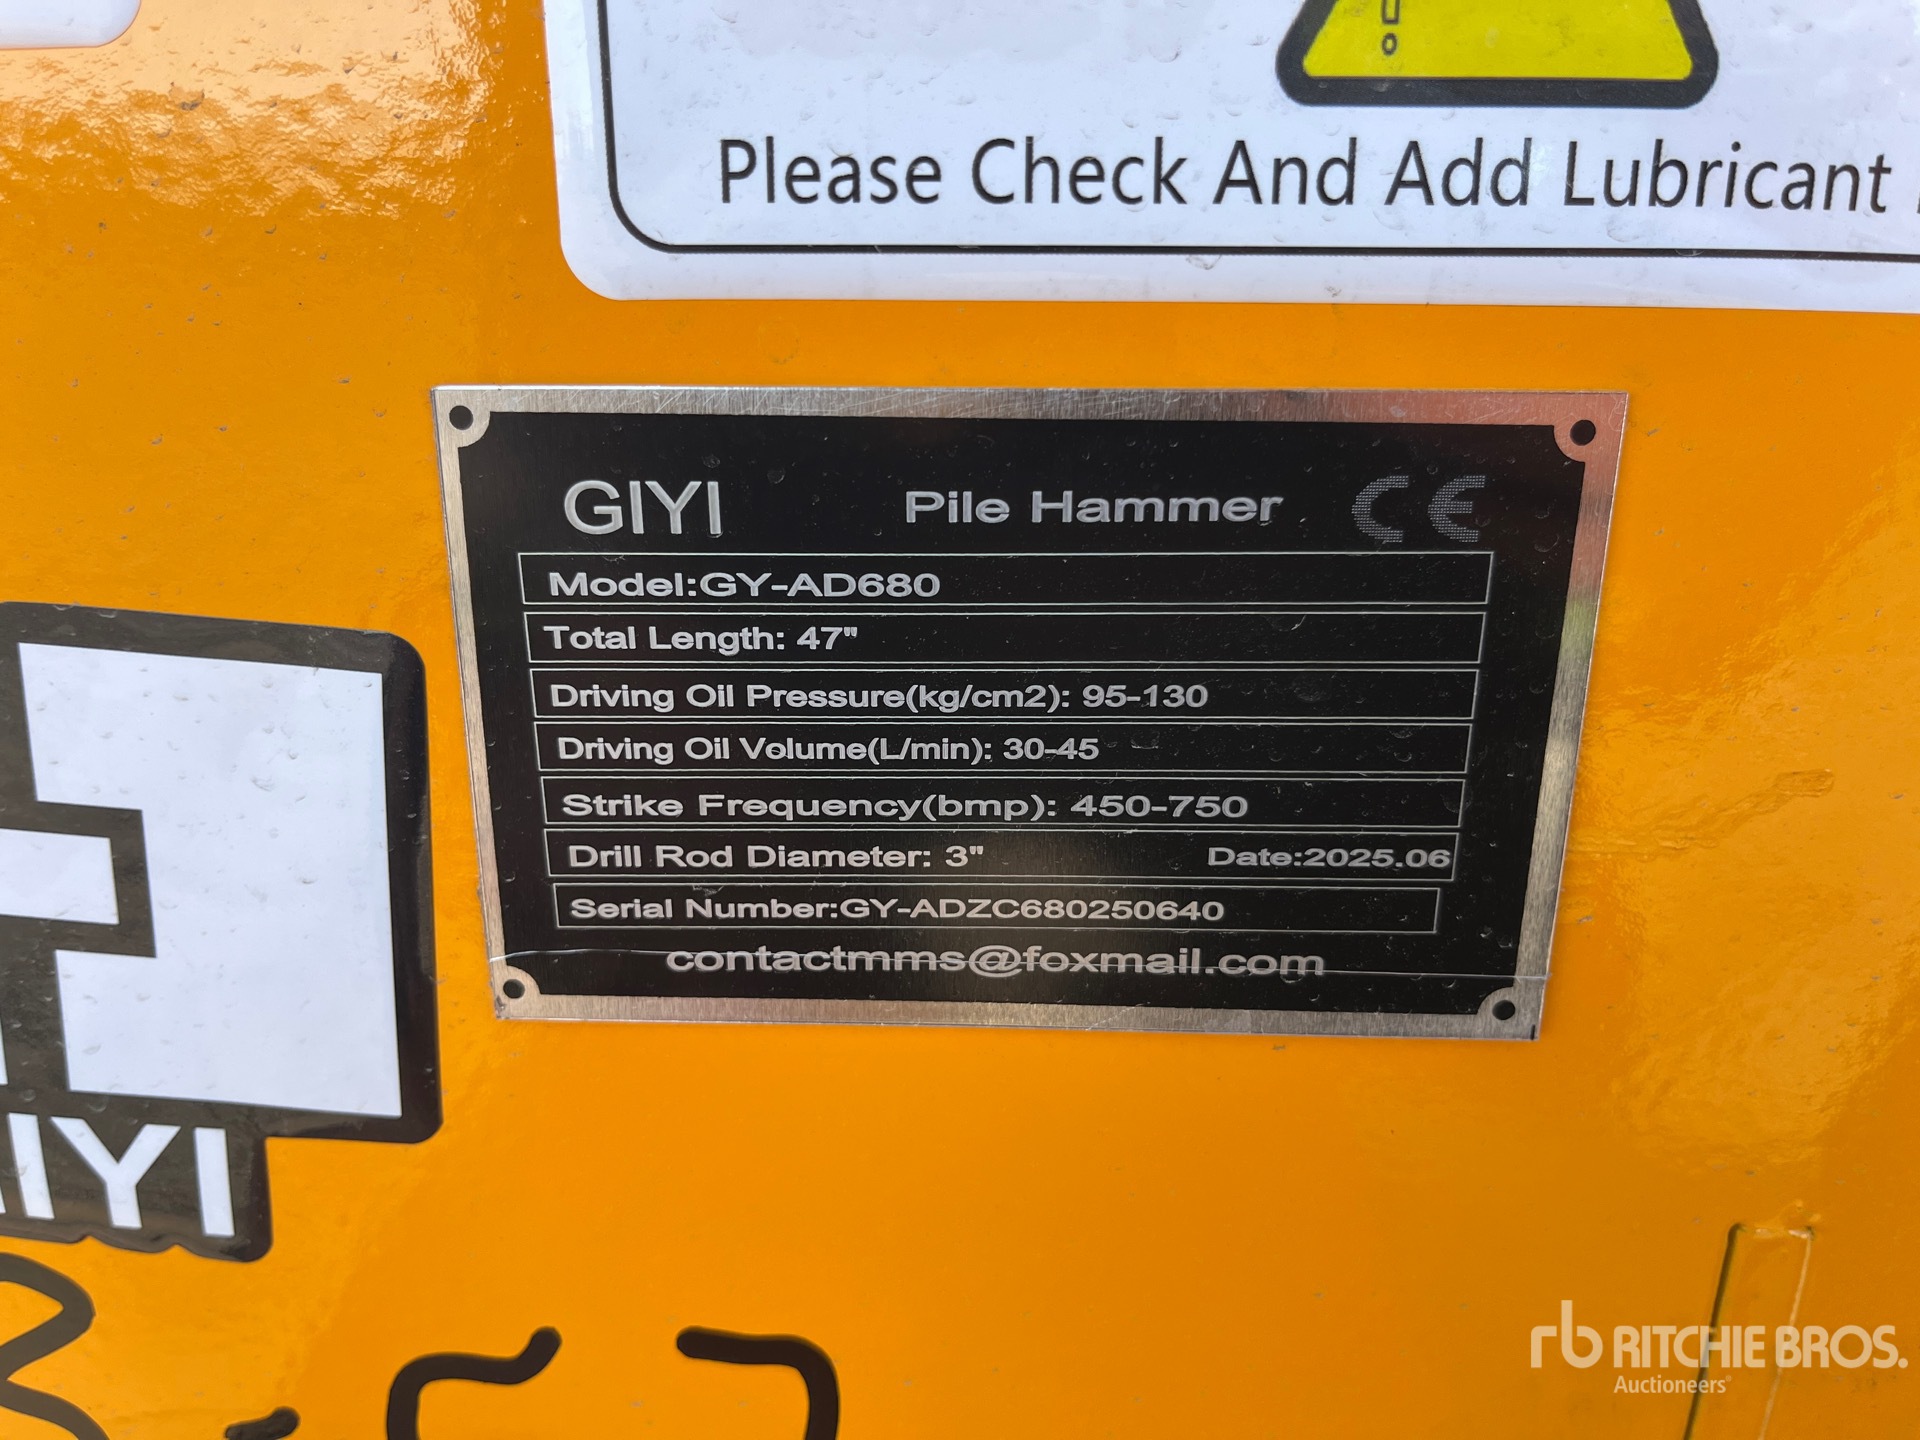 Please Check And Add Lubricant
GIYI Pile Hammer CE
Model:GY-AD680
Total Length: 47"
Driving Oil Pressure(kg/cm2): 95-130
Driving Oil Volume(L/min): 30-45
Strike Frequency(bmp): 450-750
Drill Rod Diameter: 3" Date:2025.06
Serial Number:GY-ADZC680250640
contactmms@foxmail.com
IYI
rb RITCHIE BROS.
Auctioneers